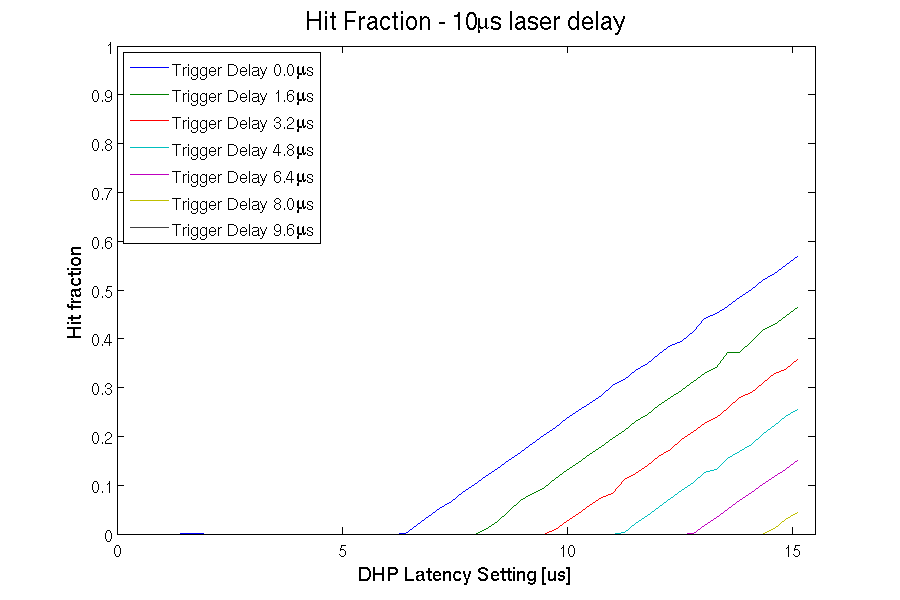 Hit Fraction - 10μs laser delay
1
0.9
0.8
0.7
0.6
0.5
0.4
0.3
0.2
0.1
0
Hit fraction
Trigger Delay 0.0μs
Trigger Delay 1.6μs
Trigger Delay 3.2μs
Trigger Delay 4.8μs
Trigger Delay 6.4μs
Trigger Delay 8.0μs
Trigger Delay 9.6μs
0 5 10 15
DHP Latency Setting [us]